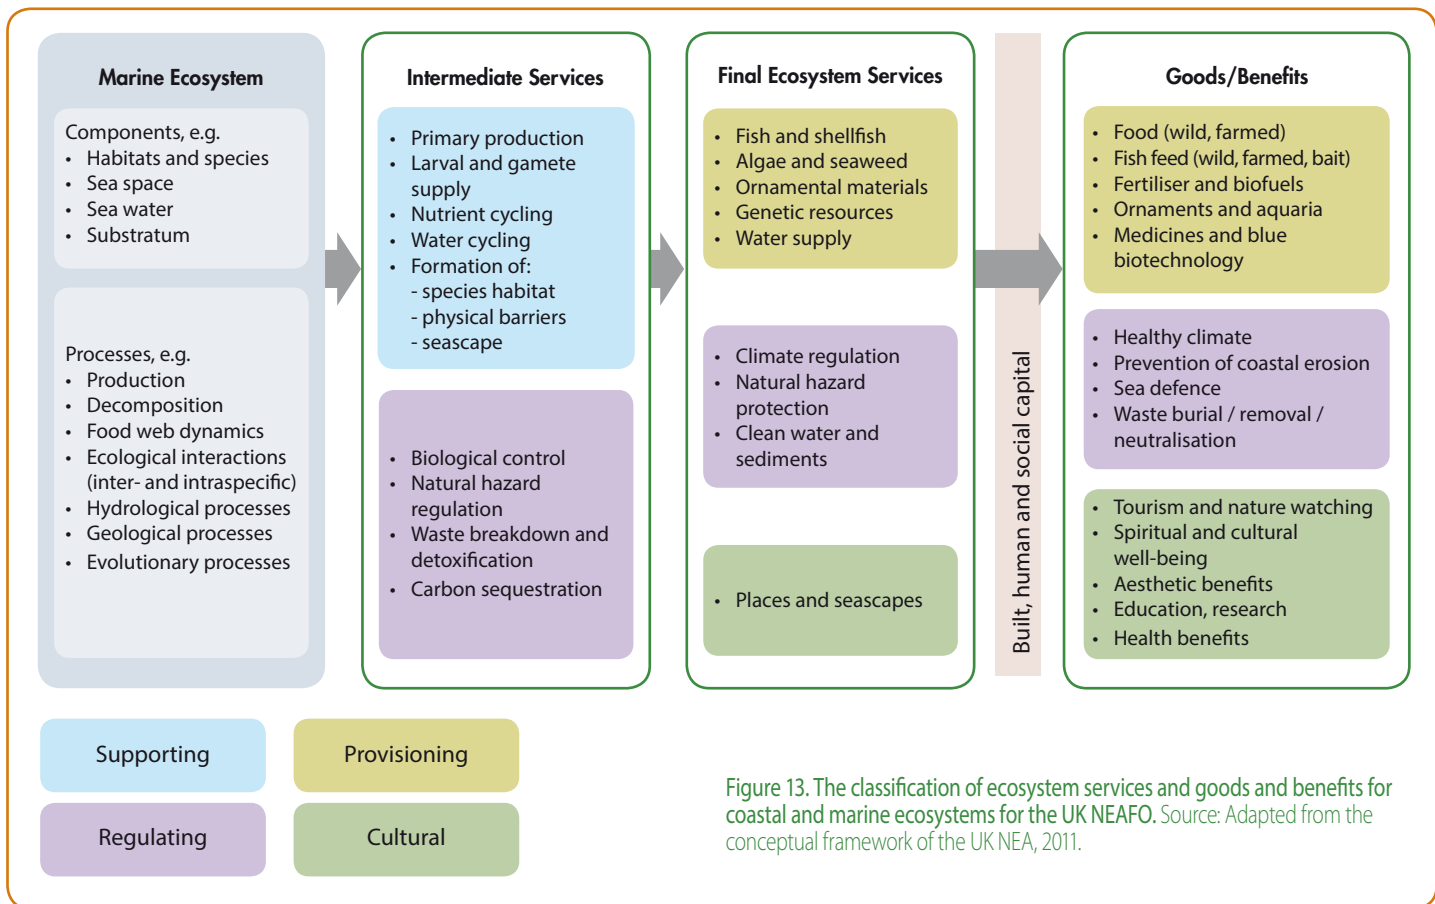 Marine Ecosystem
Components, e.g.
• Habitats and species
• Sea space
• Sea water
• Substratum
Processes, e.g.
• Production
• Decomposition
• Food web dynamics
• Ecological interactions
(inter- and intraspecific)
• Hydrological processes
• Geological processes
• Evolutionary processes
Intermediate Services
• Primary production
• Larval and gamete
supply
• Nutrient cycling
• Water cycling
• Formation of:
- species habitat
- physical barriers
- seascape
• Biological control
• Natural hazard
regulation
• Waste breakdown and
detoxification
• Carbon sequestration
Final Ecosystem Services
• Fish and shellfish
• Algae and seaweed
• Ornamental materials
• Genetic resources
• Water supply
• Climate regulation
• Natural hazard
protection
• Clean water and
sediments
• Places and seascapes
Built, human and social capital
Goods/Benefits
• Food (wild, farmed)
• Fish feed (wild, farmed, bait)
• Fertiliser and biofuels
• Ornaments and aquaria
• Medicines and blue
biotechnology
• Healthy climate
• Prevention of coastal erosion
• Sea defence
• Waste burial / removal /
neutralisation
• Tourism and nature watching
• Spiritual and cultural
well-being
• Aesthetic benefits
• Education, research
• Health benefits
Supporting
Provisioning
Regulating
Cultural
Figure 13. The classification of ecosystem services and goods and benefits for
coastal and marine ecosystems for the UK NEAFO. Source: Adapted from the
conceptual framework of the UK NEA, 2011.